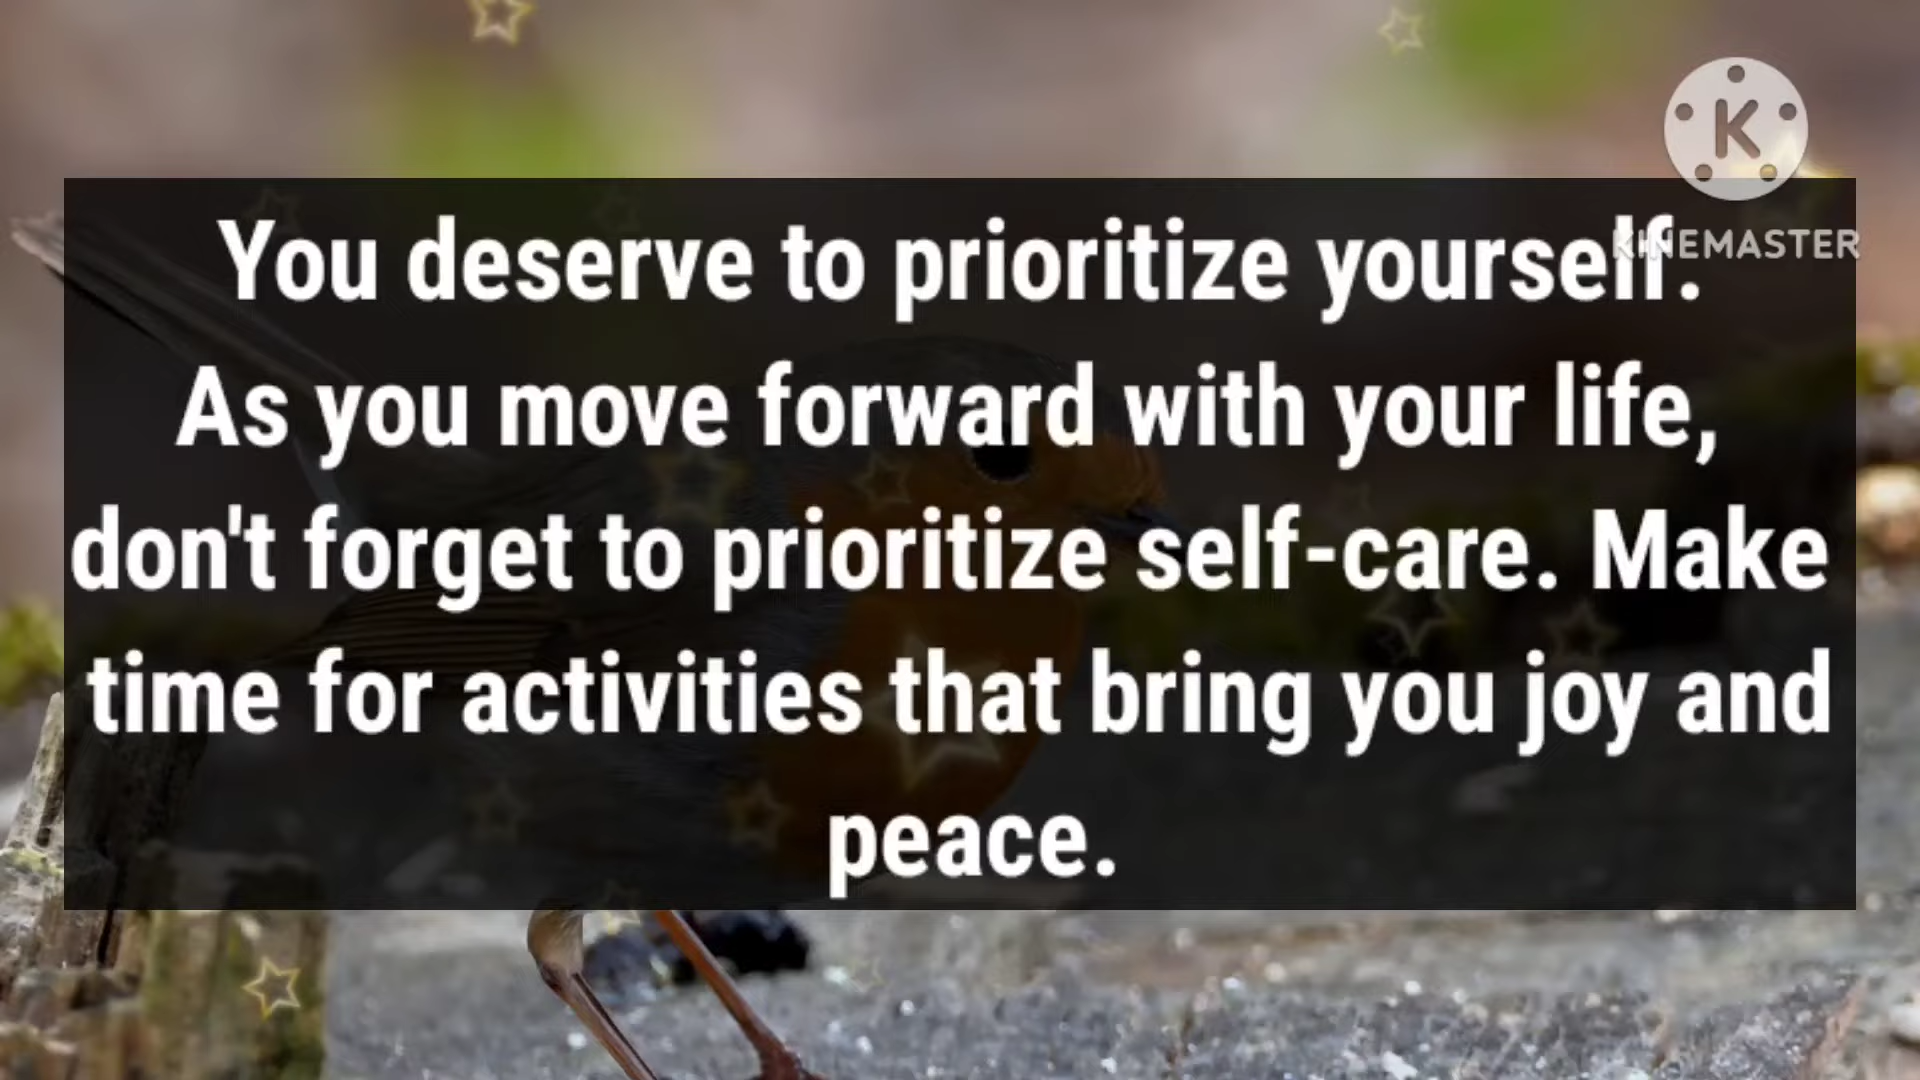 K
KINEMASTER
You deserve to prioritize yourself.
As you move forward with your life,
don't forget to prioritize self-care. Make
time for activities that bring you joy and
peace.